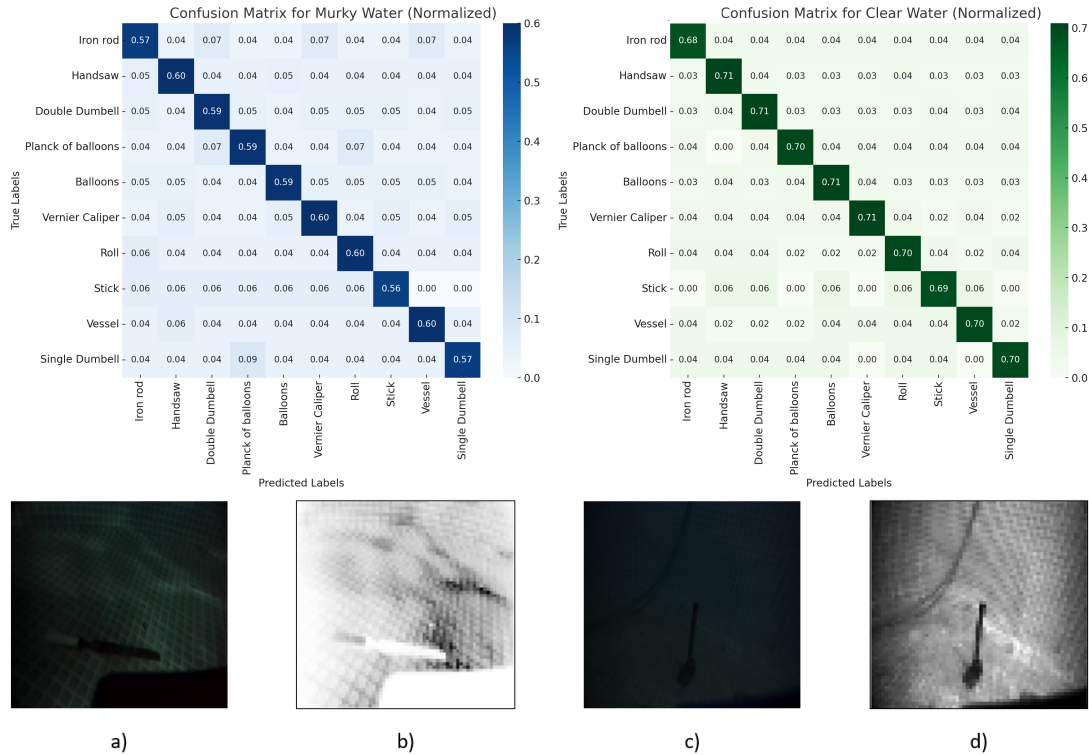 Confusion Matrix for Murky Water (Normalized)
True Labels
Iron rod 0.57 0.04 0.07 0.04 0.04 0.07 0.04 0.04 0.07 0.04
Handsaw 0.05 0.60 0.04 0.04 0.05 0.04 0.04 0.04 0.04 0.04
Double Dumbell 0.05 0.04 0.59 0.05 0.04 0.05 0.04 0.05 0.04 0.05
Planck of balloons 0.04 0.04 0.07 0.59 0.04 0.04 0.07 0.04 0.04 0.04
Balloons 0.05 0.05 0.04 0.04 0.59 0.05 0.05 0.05 0.05 0.04
Vernier Caliper 0.04 0.05 0.04 0.04 0.05 0.60 0.04 0.05 0.04 0.05
Roll 0.06 0.04 0.04 0.04 0.04 0.04 0.60 0.04 0.04 0.04
Stick 0.06 0.06 0.06 0.06 0.06 0.06 0.06 0.56 0.00 0.00
Vessel 0.04 0.06 0.04 0.04 0.04 0.04 0.04 0.04 0.60 0.04
Single Dumbell 0.04 0.04 0.04 0.09 0.04 0.04 0.04 0.04 0.04 0.57
Iron rod Handsaw Double Dumbell Planck of balloons Balloons Vernier Caliper Roll Stick Vessel Single Dumbell
Predicted Labels
0.6
0.5
0.4
0.3
0.2
0.1
0.0
Confusion Matrix for Clear Water (Normalized)
True Labels
Iron rod 0.68 0.04 0.04 0.04 0.04 0.04 0.04 0.04 0.04 0.04
Handsaw 0.03 0.71 0.04 0.03 0.03 0.04 0.04 0.03 0.03 0.03
Double Dumbell 0.03 0.04 0.71 0.03 0.03 0.03 0.04 0.03 0.03 0.04
Planck of balloons 0.04 0.00 0.04 0.70 0.04 0.04 0.04 0.04 0.04 0.04
Balloons 0.03 0.04 0.03 0.04 0.71 0.03 0.03 0.04 0.03 0.03
Vernier Caliper 0.04 0.04 0.04 0.04 0.04 0.71 0.04 0.02 0.04 0.02
Roll 0.04 0.04 0.04 0.02 0.02 0.02 0.70 0.04 0.02 0.04
Stick 0.00 0.06 0.06 0.00 0.06 0.00 0.06 0.69 0.06 0.00
Vessel 0.04 0.02 0.02 0.04 0.04 0.04 0.04 0.04 0.70 0.02
Single Dumbell 0.04 0.04 0.04 0.04 0.04 0.00 0.04 0.04 0.00 0.70
Iron rod Handsaw Double Dumbell Planck of balloons Balloons Vernier Caliper Roll Stick Vessel Single Dumbell
Predicted Labels
0.7
0.6
0.5
0.4
0.3
0.2
0.1
0.0
a) b) c) d)